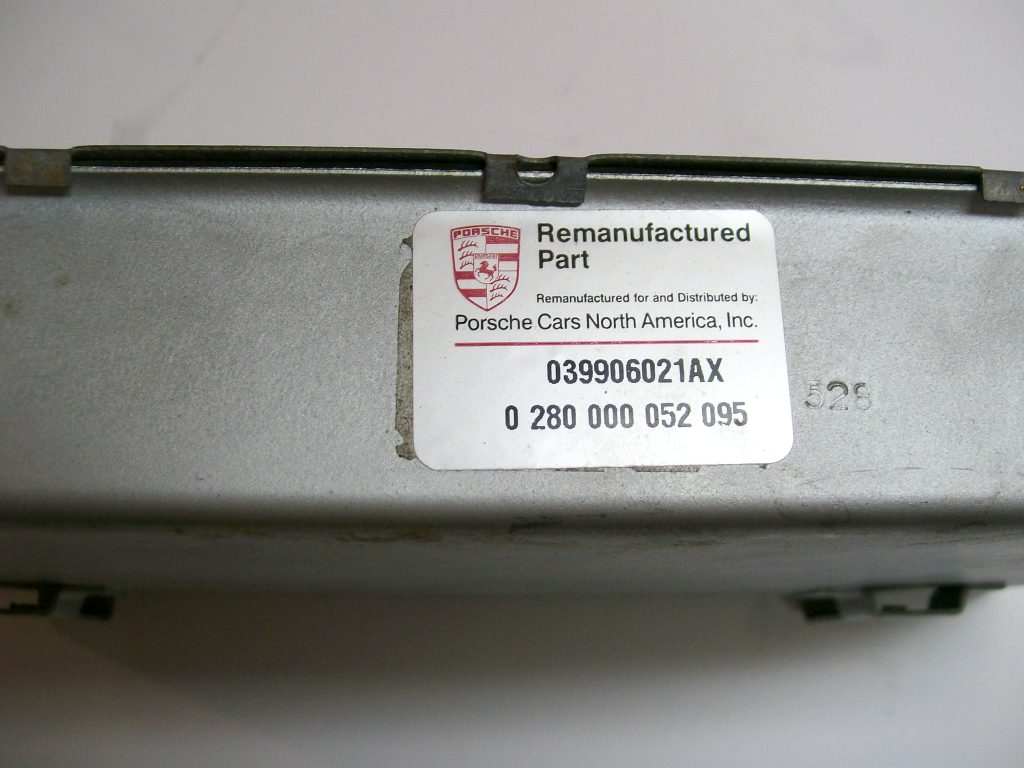 PORSCHE
Remanufactured
Part
Remanufactured for and Distributed by:
Porsche Cars North America, Inc.
039906021AX
0 280 000 052 095
528